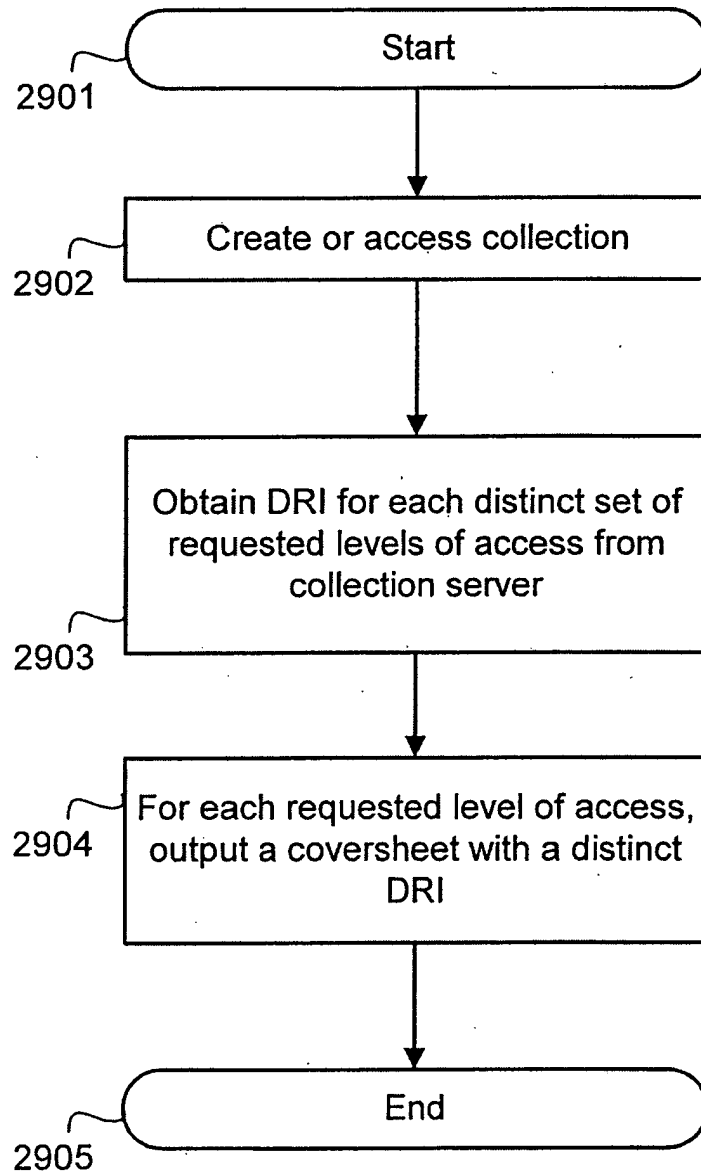 Start
2901
Create or access collection
2902
Obtain DRI for each distinct set of
requested levels of access from
collection server
2903
For each requested level of access,
output a coversheet with a distinct
DRI
2904
End
2905